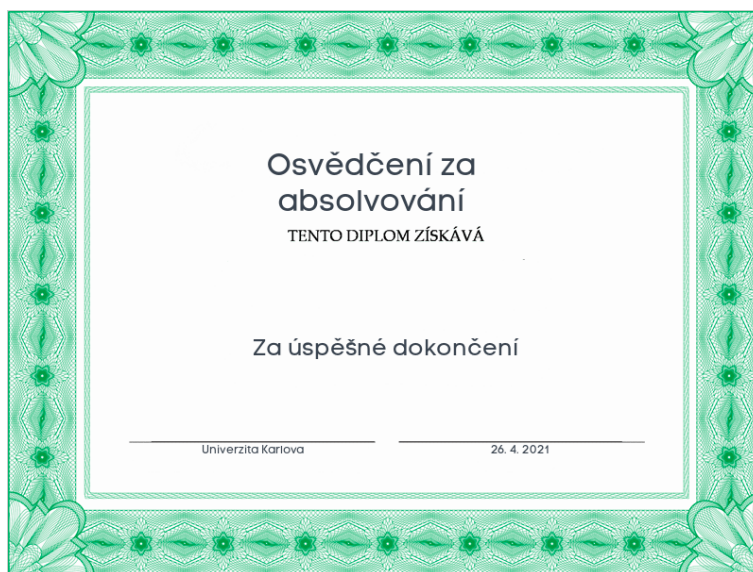 Osvědčení za
absolvování
TENTO DIPLOM ZÍSKÁVÁ
Za úspěšné dokončení
Univerzita Karlova
26. 4. 2021